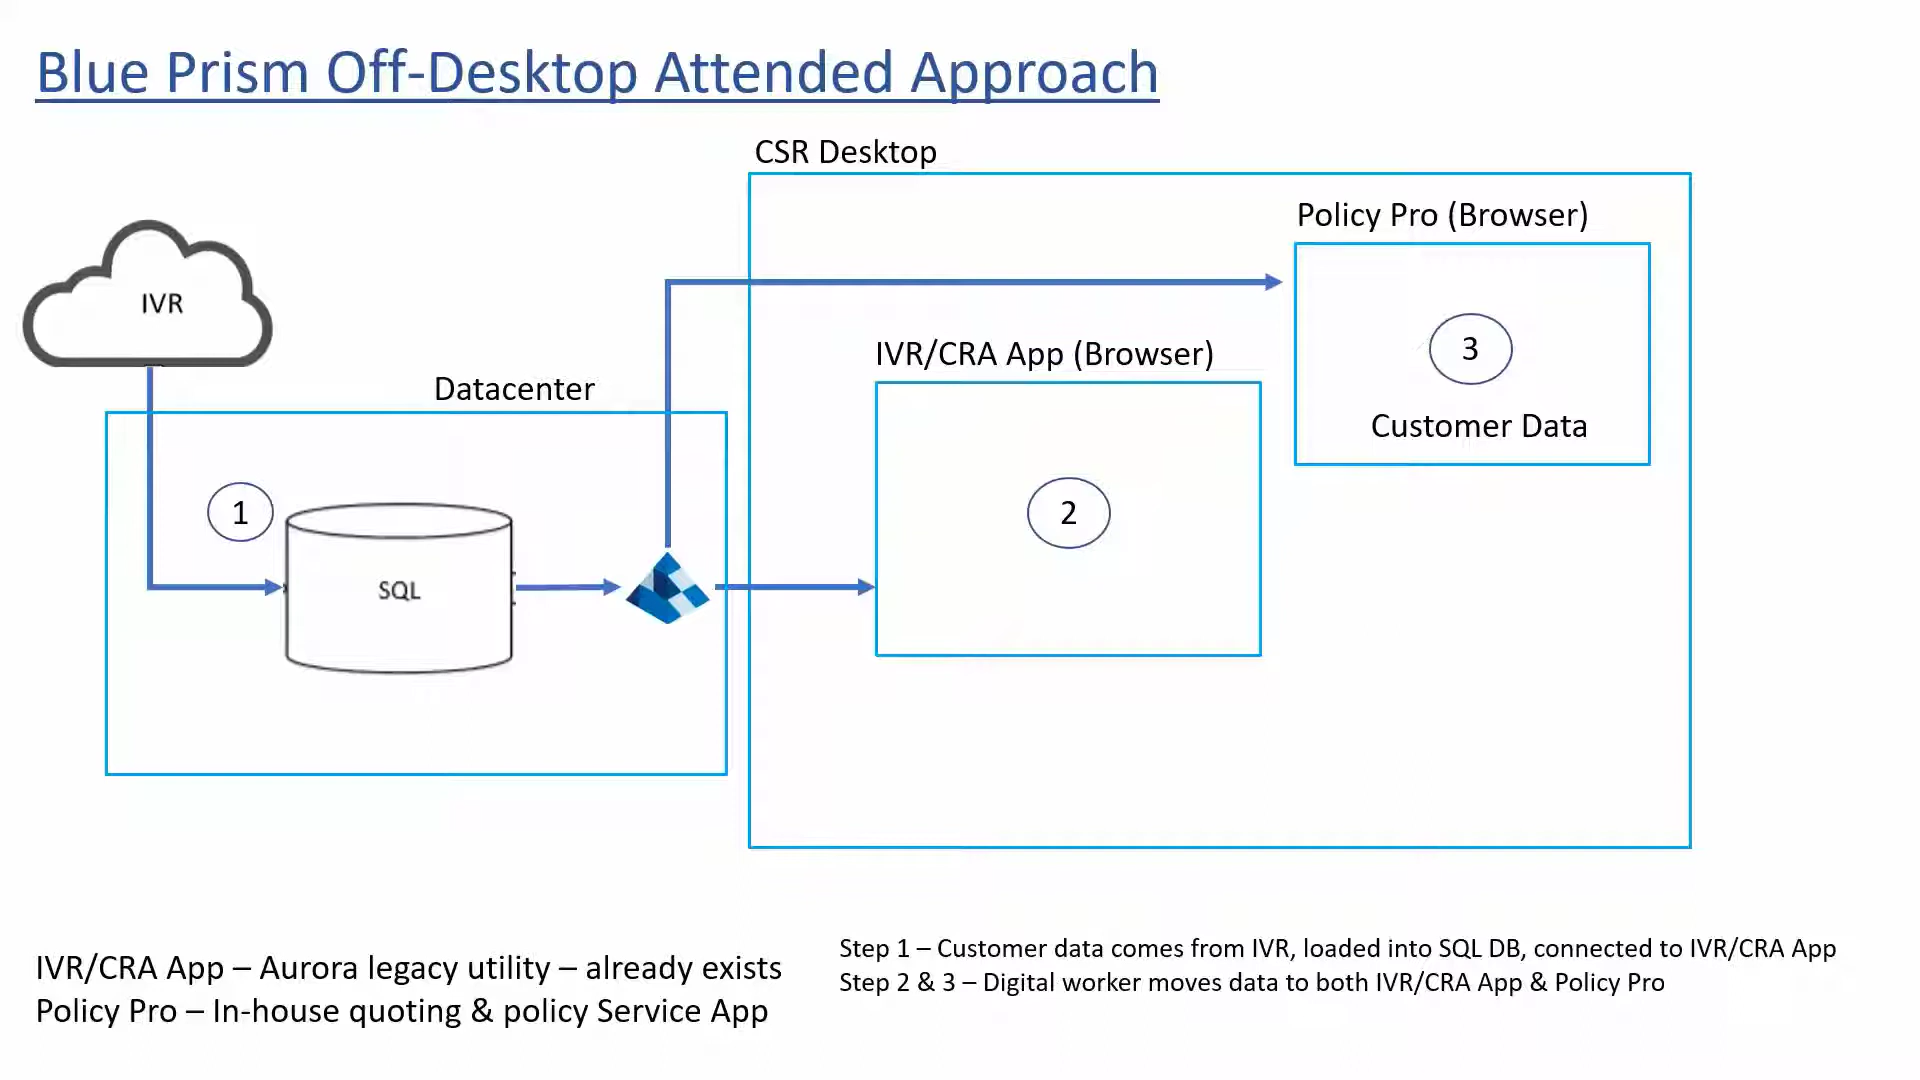 Blue Prism Off-Desktop Attended Approach
CSR Desktop
Policy Pro (Browser)
IVR
IVR/CRA App (Browser)
3
Datacenter
Customer Data
1
2
SQL
IVR/CRA App – Aurora legacy utility – already exists
Policy Pro – In-house quoting & policy Service App
Step 1 – Customer data comes from IVR, loaded into SQL DB, connected to IVR/CRA App
Step 2 & 3 – Digital worker moves data to both IVR/CRA App & Policy Pro